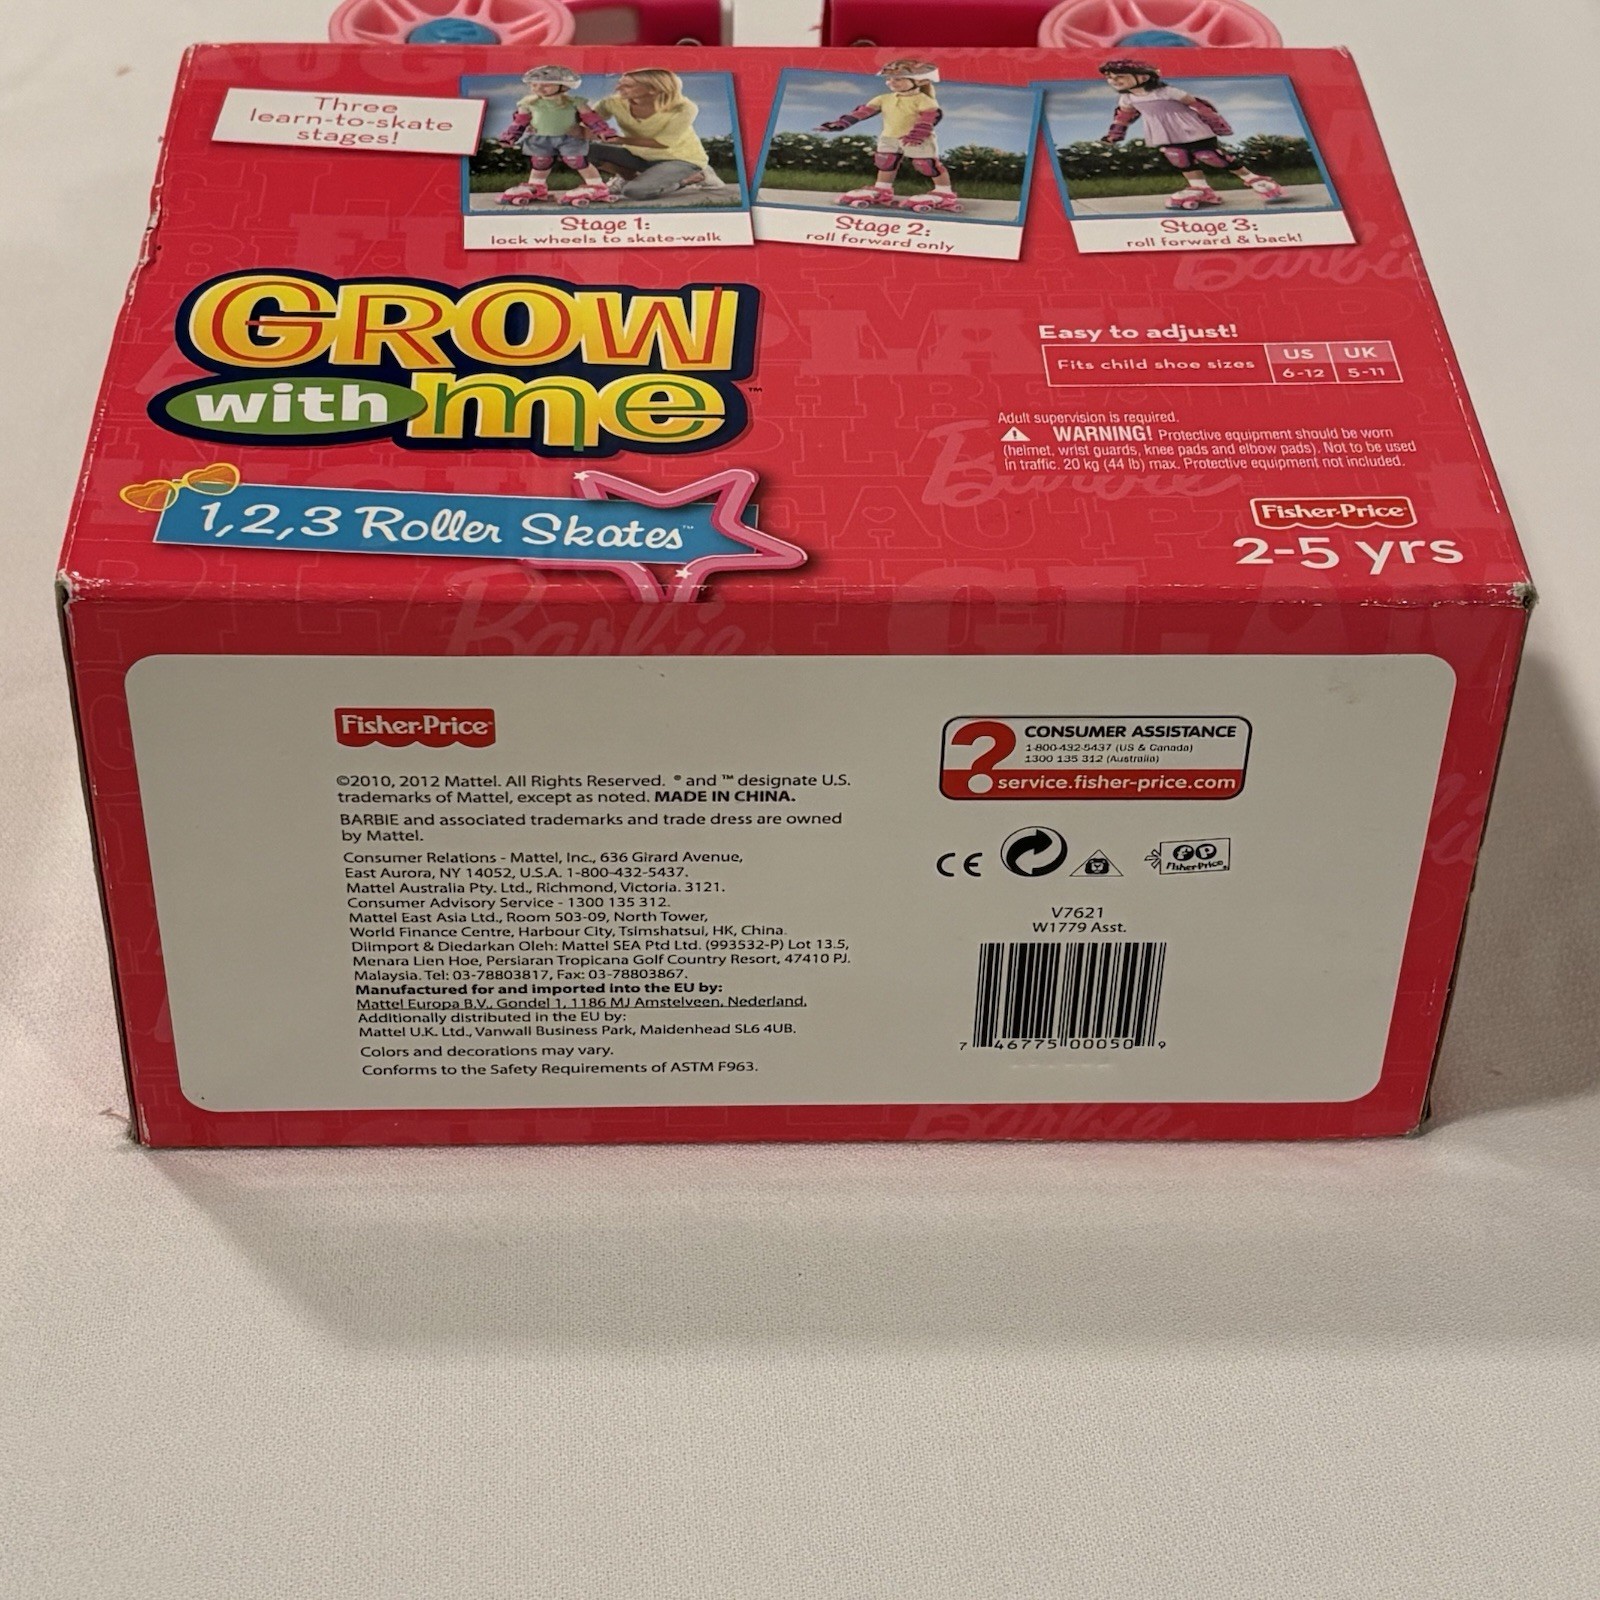 Three
learn-to-skate
stages!
Stage 1:
lock wheels to skate-walk
Stage 2:
roll forward only
Stage 3:
roll forward & back!
GROW
with me™
1,2,3 Roller Skates™
Easy to adjust!
Fits child shoe sizes
US
6-12
UK
5-11
Adult supervision is required.
WARNING! Protective equipment should be worn
(helmet, wrist guards, knee pads and elbow pads). Not to be used
in traffic. 20 kg (44 lb) max. Protective equipment not included.
Fisher-Price
2-5 yrs
Barbie
Barbie
Barbie
Fisher-Price
©2010, 2012 Mattel. All Rights Reserved. ® and ™ designate U.S.
trademarks of Mattel, except as noted. MADE IN CHINA.
BARBIE and associated trademarks and trade dress are owned
by Mattel.
Consumer Relations - Mattel, Inc., 636 Girard Avenue,
East Aurora, NY 14052, U.S.A. 1-800-432-5437.
Mattel Australia Pty. Ltd., Richmond, Victoria. 3121.
Consumer Advisory Service - 1300 135 312.
Mattel East Asia Ltd., Room 503-09, North Tower,
World Finance Centre, Harbour City, Tsimshatsui, HK, China.
Diimport & Diedarkan Oleh: Mattel SEA Ptd Ltd. (993532-P) Lot 13.5,
Menara Lien Hoe, Persiaran Tropicana Golf Country Resort, 47410 PJ.
Malaysia. Tel: 03-78803817, Fax: 03-78803867.
Manufactured for and imported into the EU by:
Mattel Europa B.V., Gondel 1, 1186 MJ Amstelveen, Nederland.
Additionally distributed in the EU by:
Mattel U.K. Ltd., Vanwall Business Park, Maidenhead SL6 4UB.
Colors and decorations may vary.
Conforms to the Safety Requirements of ASTM F963.
? CONSUMER ASSISTANCE
1-800-432-5437 (US & Canada)
1300 135 312 (Australia)
service.fisher-price.com
CE
FP
Fisher-Price
V7621
W1779 Asst.
7 46775 00050 9
Barbie